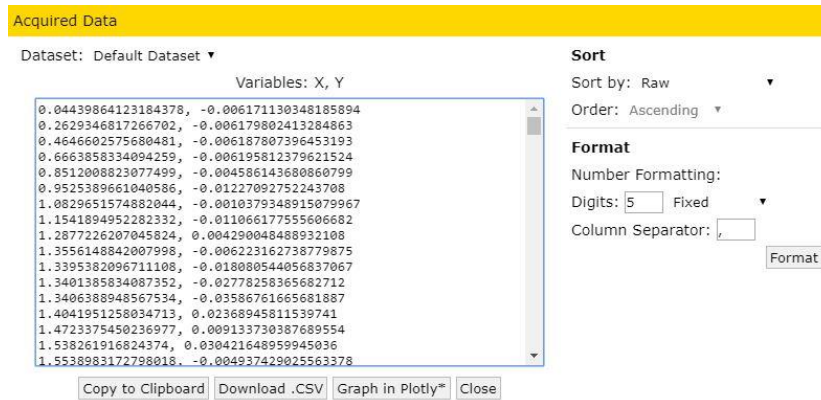 Acquired Data
Dataset: Default Dataset ▼
Variables: X, Y
0.04439864123184378, -0.006171130348185894
0.2629346817266702, -0.006179802413284863
0.4646602575680481, -0.006187807396453193
0.6663858334094259, -0.006195812379621524
0.8512008823077499, -0.004586143680860799
0.9525389661040586, -0.01227092752243708
1.0829651574882044, -0.0010379348915079967
1.1541894952282332, -0.011066177555606682
1.2877226207045824, 0.004290048488932108
1.3556148842007998, -0.006223162738779875
1.3395382096711108, -0.018080544056837067
1.3401385834087352, -0.02778258365682712
1.3406388948567534, -0.03586761665681887
1.4041951258034713, 0.02368945811539741
1.4723375450236977, 0.009133730387689554
1.538261916824374, 0.030421648959945036
1.5538983172798018, -0.004937429025563378
Copy to Clipboard Download .CSV Graph in Plotly* Close
Sort
Sort by: Raw ▼
Order: Ascending ▼
Format
Number Formatting:
Digits: 5 Fixed ▼
Column Separator: ,
Format